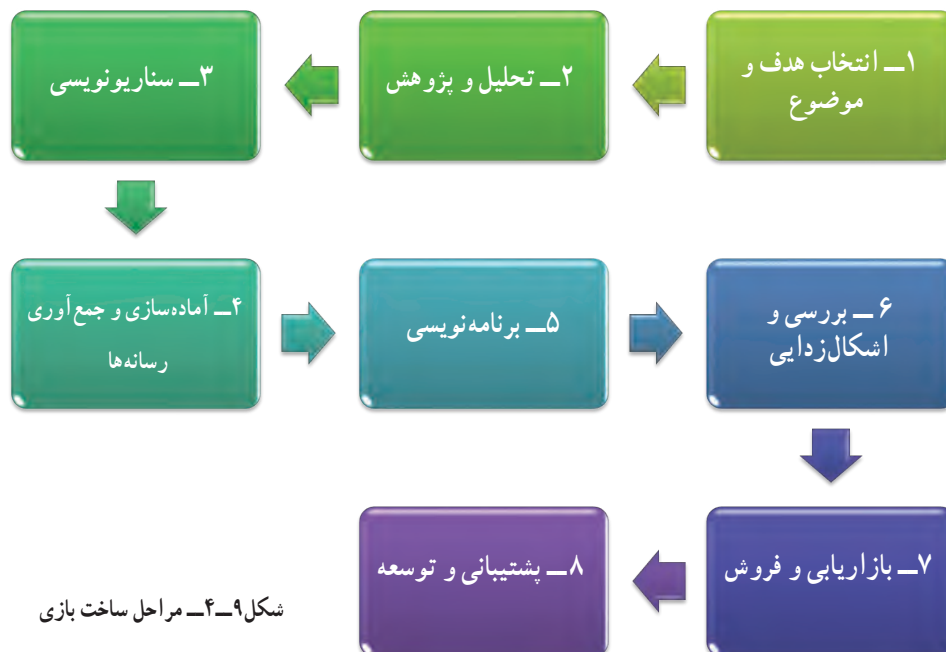 ۱ــ انتخاب هدف و
موضوع
۲ــ تحلیل و پژوهش
۳ــ سناریونویسی
۴ــ آماده‌سازی و جمع‌آوری
رسانه‌ها
۵ــ برنامه‌نویسی
۶ ــ بررسی و
اشکال‌زدایی
۷ــ بازاریابی و فروش
۸ــ پشتیبانی و توسعه
شکل۹ــ۴ــ مراحل ساخت بازی